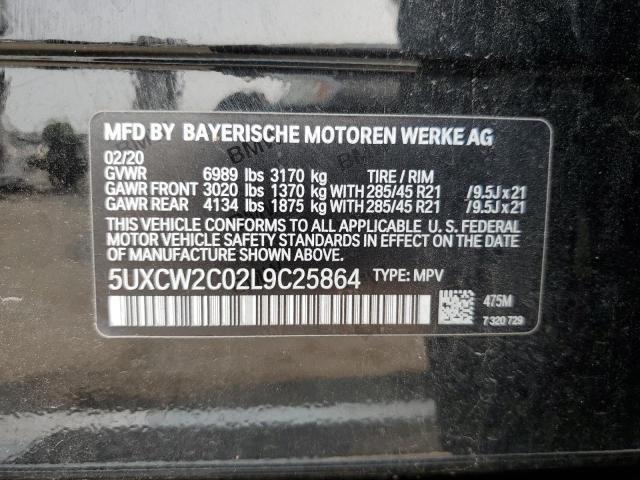 MFD BY BAYERISCHE MOTOREN WERKE AG
02/20
GVWR 6989 lbs 3170 kg TIRE / RIM
GAWR FRONT 3020 lbs 1370 kg WITH 285/45 R21 /9.5J x 21
GAWR REAR 4134 lbs 1875 kg WITH 285/45 R21 /9.5J x 21
THIS VEHICLE CONFORMS TO ALL APPLICABLE U. S. FEDERAL
MOTOR VEHICLE SAFETY STANDARDS IN EFFECT ON THE DATE
OF MANUFACTURE SHOWN ABOVE.
5UXCW2C02L9C25864 TYPE: MPV
475M
7 320 729